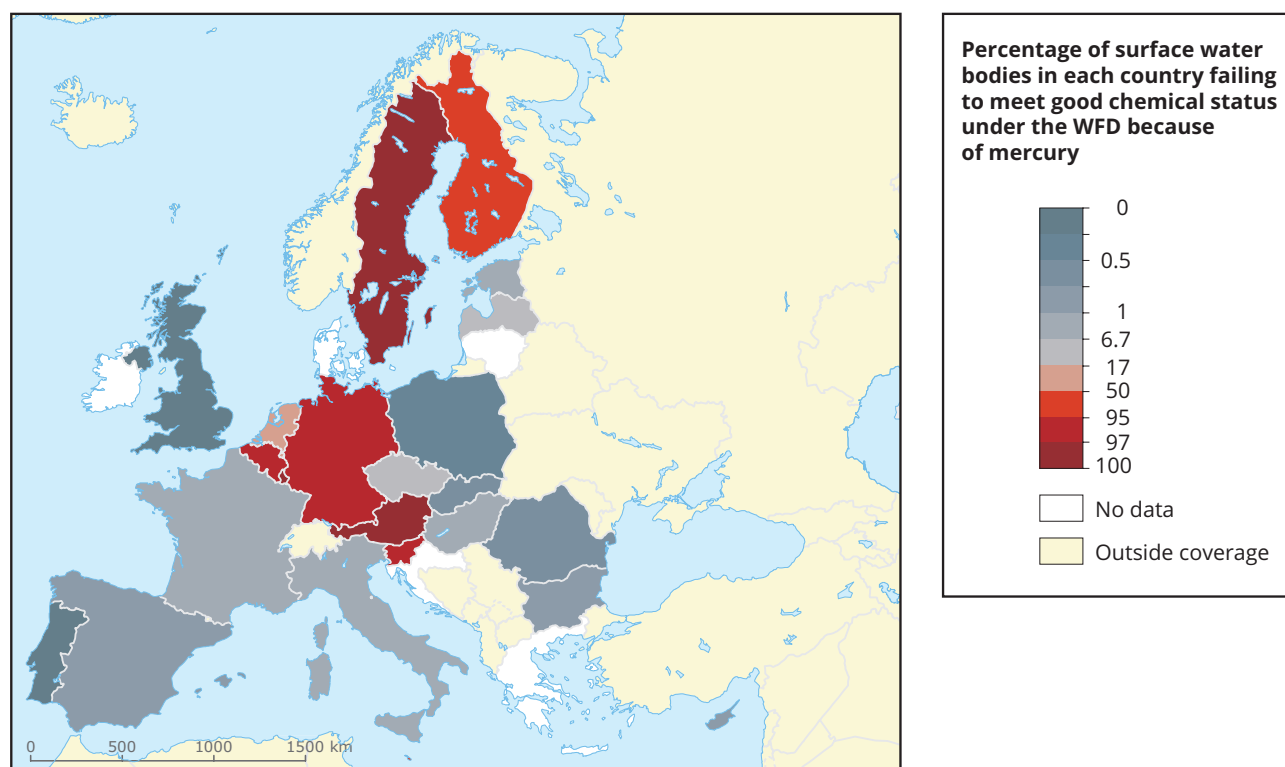 Percentage of surface water
bodies in each country failing
to meet good chemical status
under the WFD because
of mercury
0
0.5
1
6.7
17
50
95
97
100
No data
Outside coverage
0 500 1000 1500 km